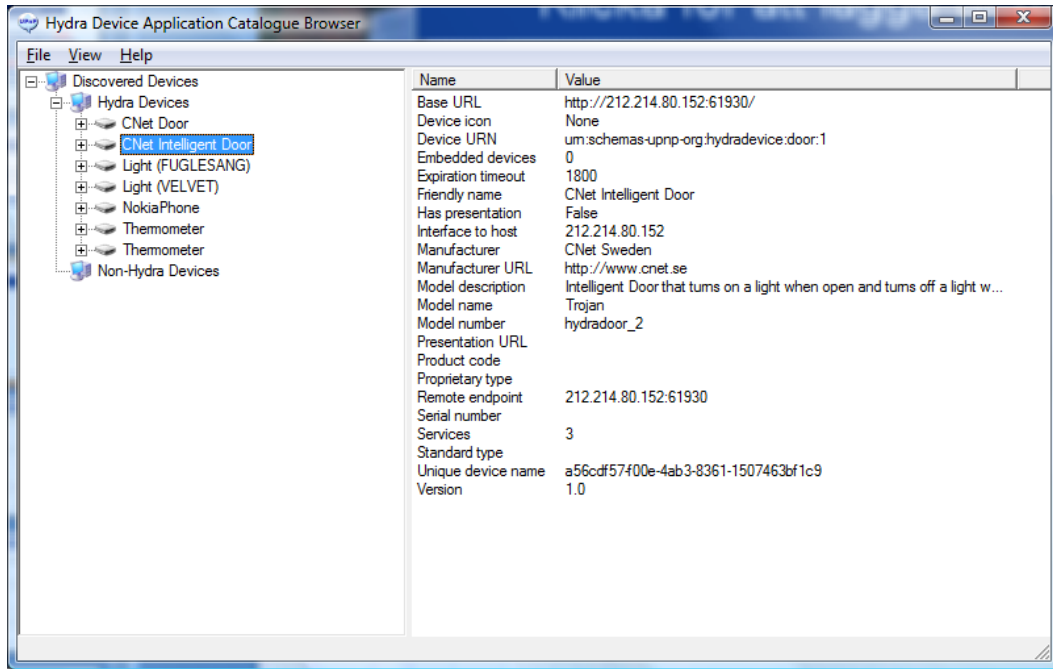 Hydra Device Application Catalogue Browser
File View Help
Discovered Devices
Hydra Devices
CNet Door
CNet Intelligent Door
Light (FUGLESANG)
Light (VELVET)
NokiaPhone
Thermometer
Thermometer
Non-Hydra Devices
Name Value
Base URL http://212.214.80.152:61930/
Device icon None
Device URN urn:schemas-upnp-org:hydradevice:door:1
Embedded devices 0
Expiration timeout 1800
Friendly name CNet Intelligent Door
Has presentation False
Interface to host 212.214.80.152
Manufacturer CNet Sweden
Manufacturer URL http://www.cnet.se
Model description Intelligent Door that turns on a light when open and turns off a light w...
Model name Trojan
Model number hydradoor_2
Presentation URL
Product code
Proprietary type
Remote endpoint 212.214.80.152:61930
Serial number
Services 3
Standard type
Unique device name a56cdf57-f00e-4ab3-8361-1507463bf1c9
Version 1.0